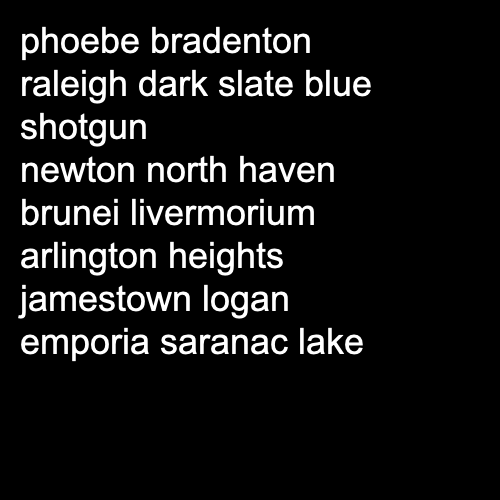 phoebe bradenton
raleigh dark slate blue
shotgun
newton north haven
brunei livermorium
arlington heights
jamestown logan
emporia saranac lake